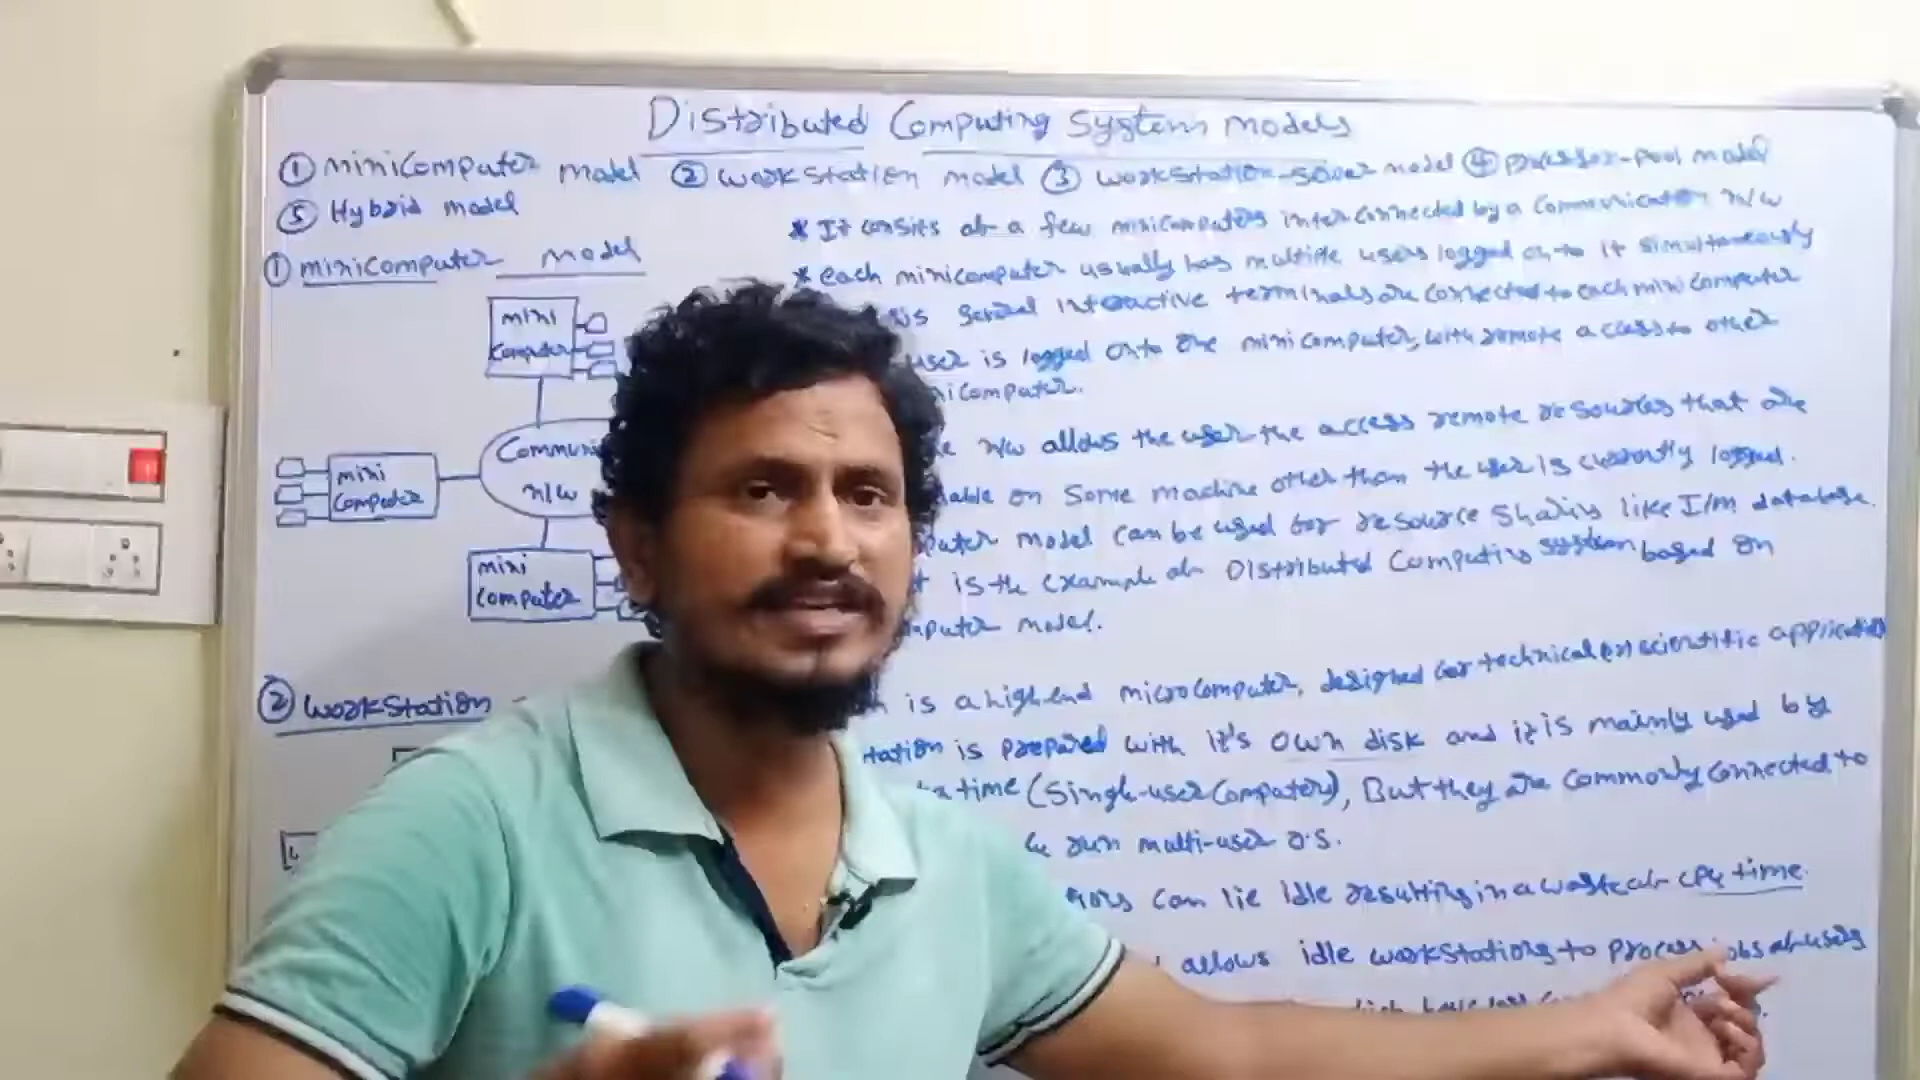 Distributed Computing System models
① minicomputer model ② workstation model ③ workstation-server model ④ processor-pool model
⑤ Hybrid model
① minicomputer model
* It consists of a few minicomputers interconnected by a communication n/w
* each minicomputer usually has multiple users logged on to it simultaneously
several interactive terminals are connected to each mini computer
user is logged onto one minicomputer, with remote access to other
computer.
n/w allows the user the access remote resources that are
on some machine other than the user is currently logged.
model can be used for resource sharing like I/m database.
is the example of Distributed Computing system based on
model.
mini
computer
mini
computer
n/w
mini
computer
② workstation -
is a high-end microcomputer, designed for technical or scientific application
is prepared with it's own disk and it is mainly used by
time (Single-user Computer), But they are commonly connected to
run multi-user o.s.
can lie idle resulting in a waste of CPU time.
allows idle workstations to process jobs of users